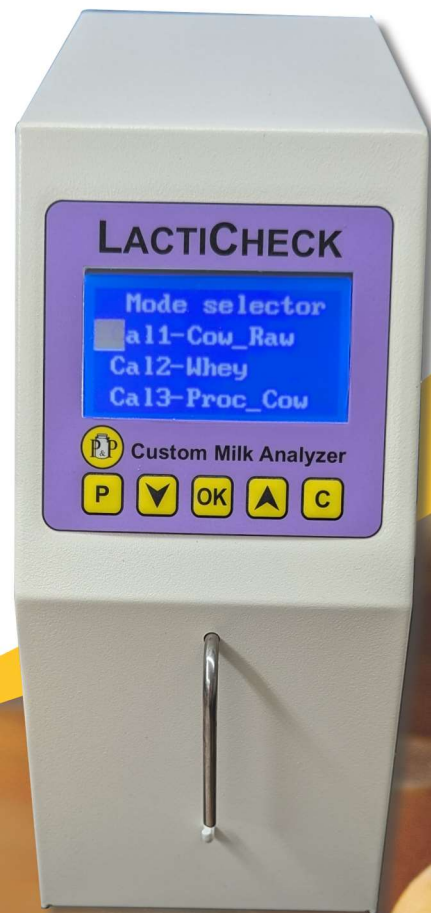 LACTICHECK
Mode selector
al1-Cow_Raw
Cal2-Whey
Cal3-Proc_Cow
P&P Custom Milk Analyzer
P OK C